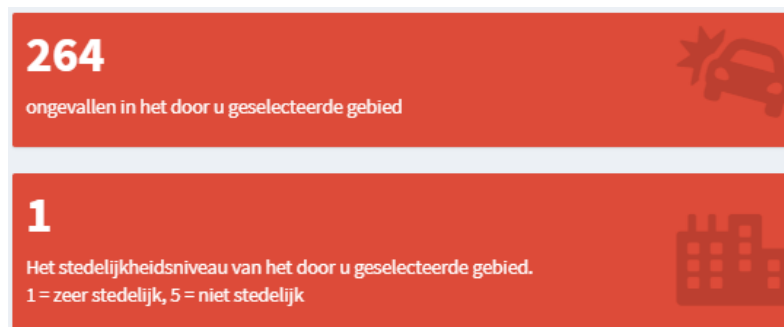 264
ongevallen in het door u geselecteerde gebied
1
Het stedelijkheidsniveau van het door u geselecteerde gebied.
1 = zeer stedelijk, 5 = niet stedelijk